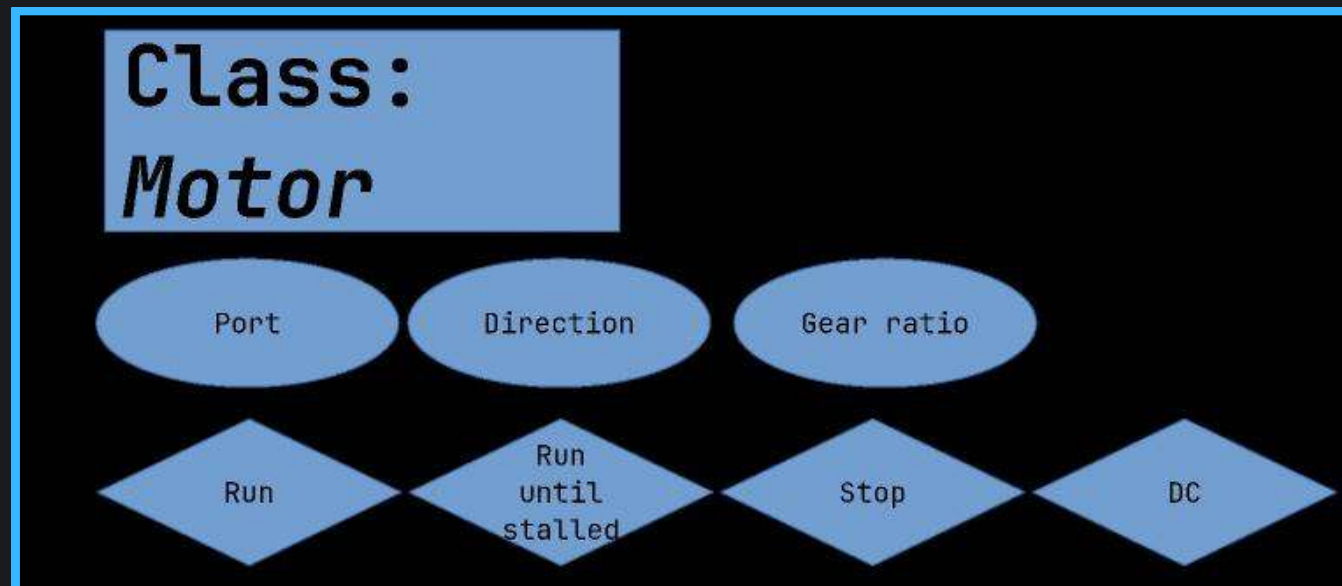 Class:
Motor
Port
Direction
Gear ratio
Run
Run
until
stalled
Stop
DC